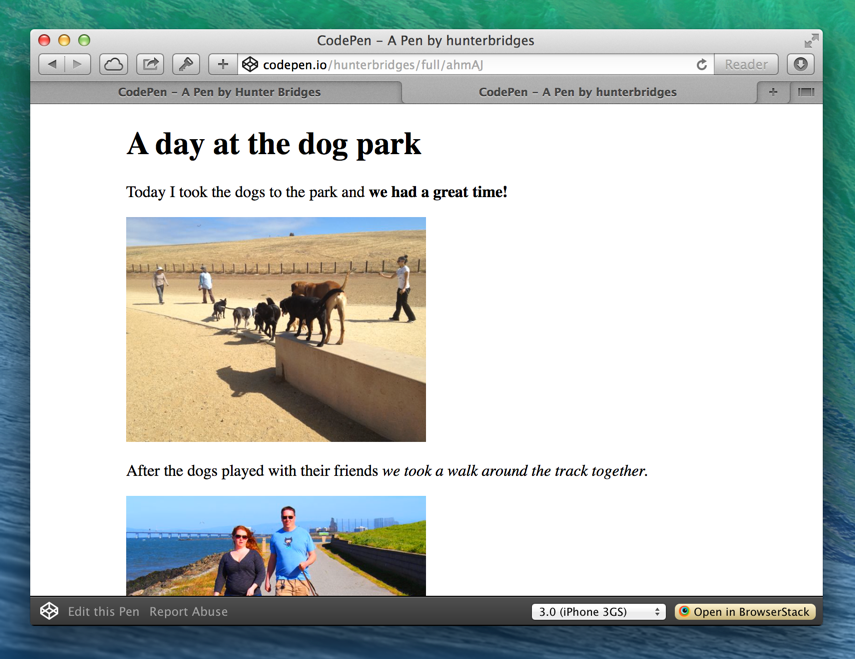 CodePen – A Pen by hunterbridges
codepen.io/hunterbridges/full/ahmAJ
Reader
CodePen – A Pen by Hunter Bridges
CodePen – A Pen by hunterbridges
A day at the dog park
Today I took the dogs to the park and we had a great time!
After the dogs played with their friends we took a walk around the track together.
Edit this Pen Report Abuse
3.0 (iPhone 3GS)
Open in BrowserStack